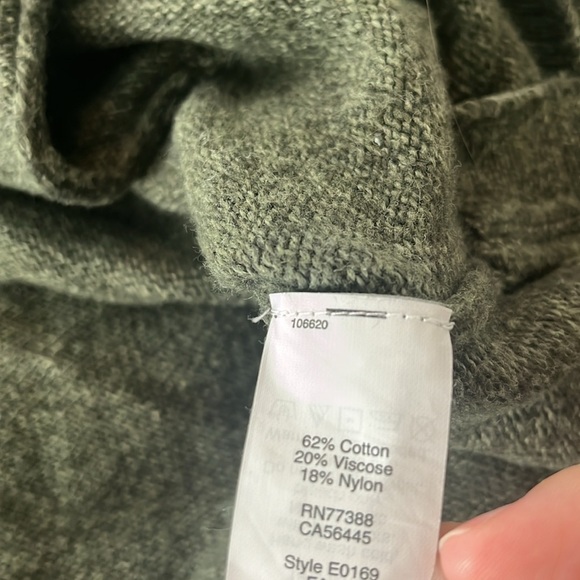 106620
62% Cotton
20% Viscose
18% Nylon
RN77388
CA56445
Style E0169